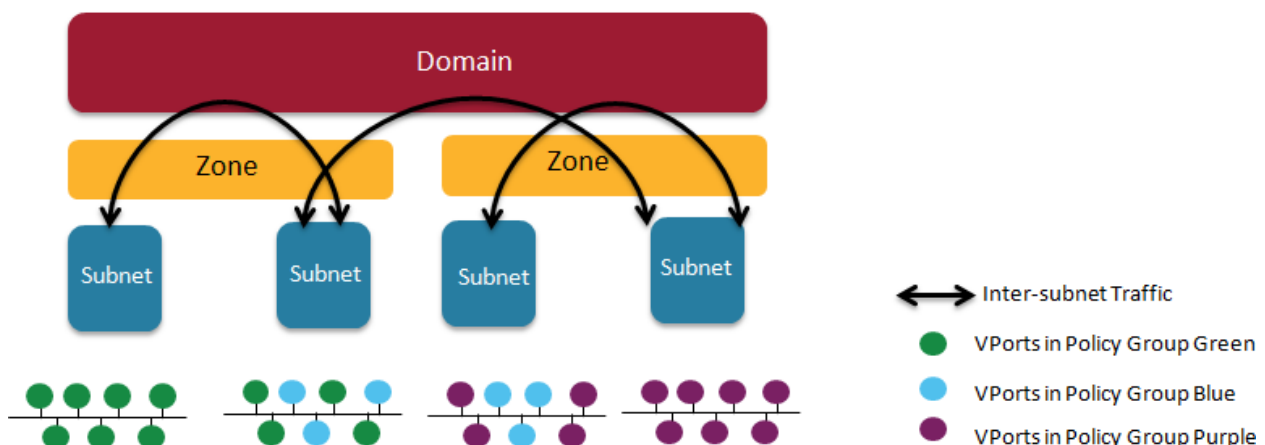 Domain
Zone
Zone
Subnet
Subnet
Subnet
Subnet
Inter-subnet Traffic
VPorts in Policy Group Green
VPorts in Policy Group Blue
VPorts in Policy Group Purple